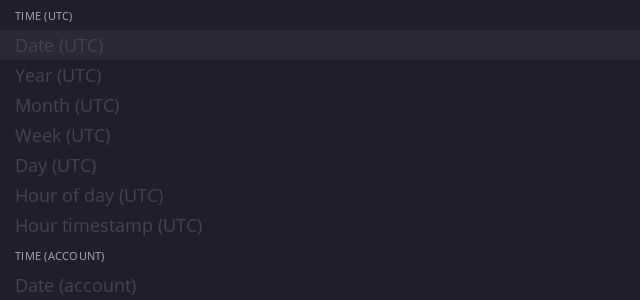 TIME (UTC)
Date (UTC)
Year (UTC)
Month (UTC)
Week (UTC)
Day (UTC)
Hour of day (UTC)
Hour timestamp (UTC)
TIME (ACCOUNT)
Date (account)